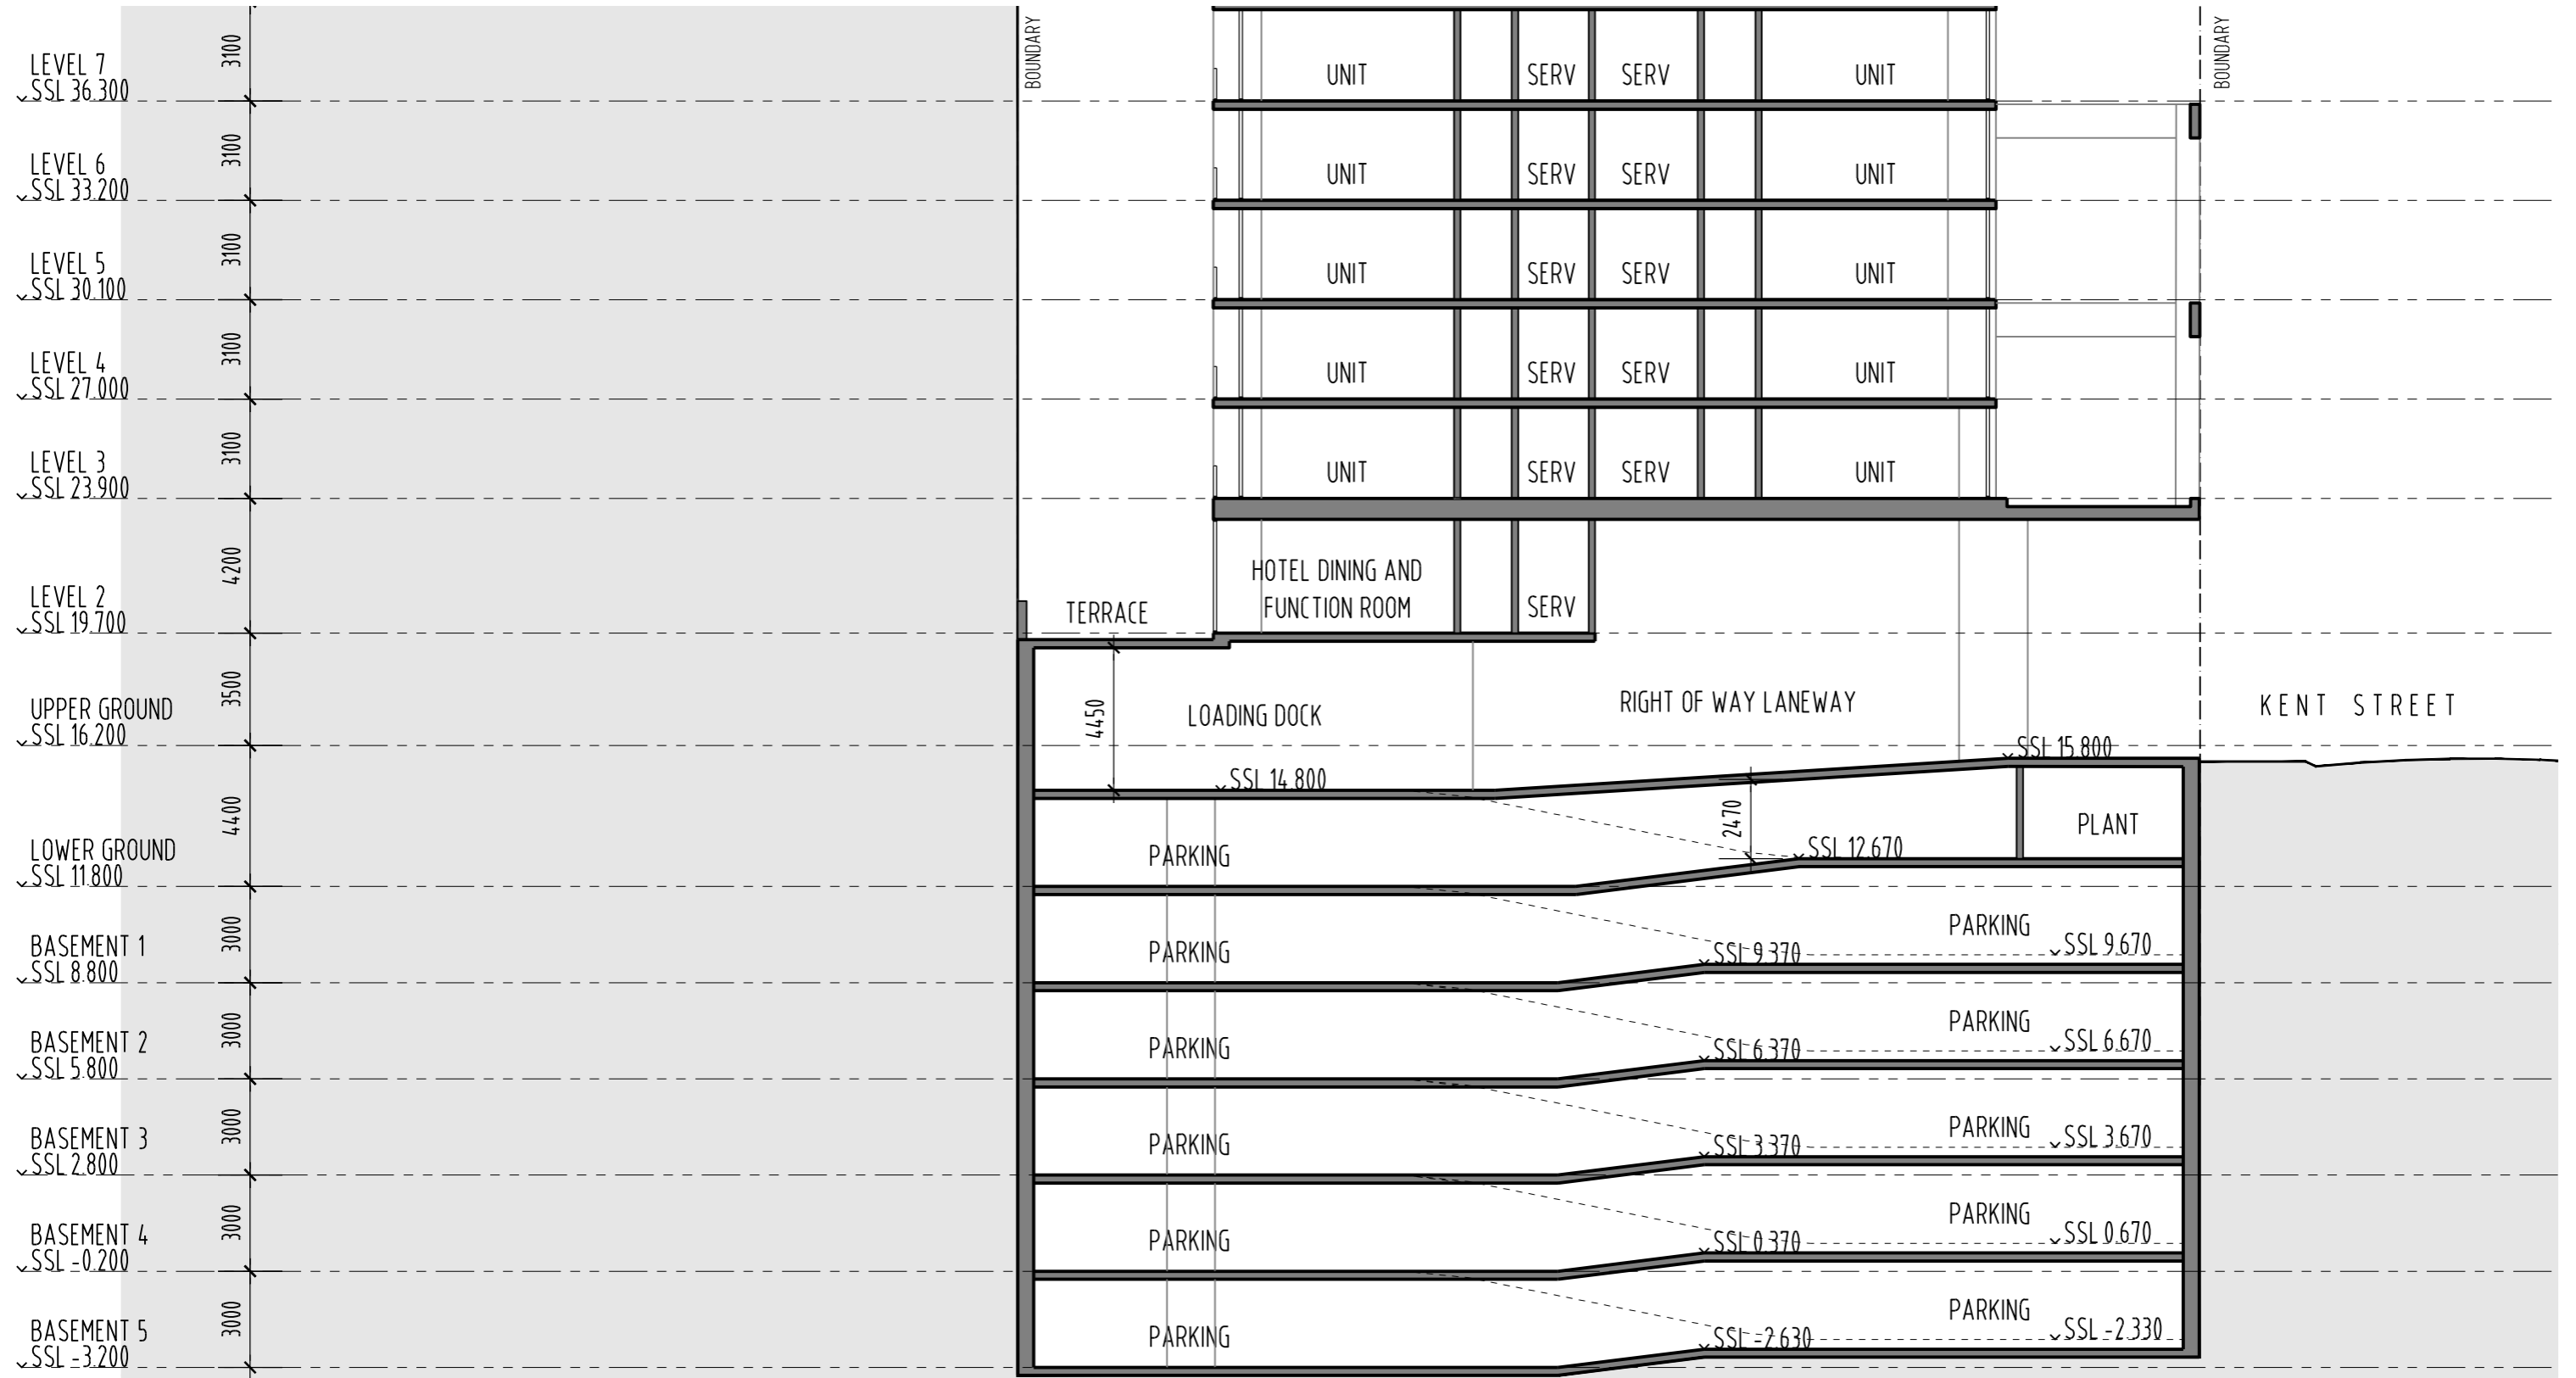 BOUNDARY
BOUNDARY
3100
LEVEL 7
SSL 36.300
UNIT SERV SERV UNIT
3100
LEVEL 6
SSL 33.200
UNIT SERV SERV UNIT
3100
LEVEL 5
SSL 30.100
UNIT SERV SERV UNIT
3100
LEVEL 4
SSL 27.000
UNIT SERV SERV UNIT
3100
LEVEL 3
SSL 23.900
UNIT SERV SERV UNIT
4200
LEVEL 2
SSL 19.700
TERRACE
HOTEL DINING AND
FUNCTION ROOM
SERV
3500
UPPER GROUND
SSL 16.200
4450
LOADING DOCK
RIGHT OF WAY LANEWAY
KENT STREET
SSL 15.800
SSL 14.800
4400
LOWER GROUND
SSL 11.800
2470
PLANT
SSL 12.670
PARKING
3000
BASEMENT 1
SSL 8.800
PARKING
PARKING
SSL 9.370
SSL 9.670
3000
BASEMENT 2
SSL 5.800
PARKING
PARKING
SSL 6.370
SSL 6.670
3000
BASEMENT 3
SSL 2.800
PARKING
PARKING
SSL 3.370
SSL 3.670
3000
BASEMENT 4
SSL -0.200
PARKING
PARKING
SSL 0.370
SSL 0.670
3000
BASEMENT 5
SSL -3.200
PARKING
PARKING
SSL -2.630
SSL -2.330